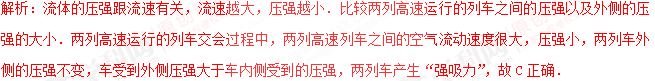 解析：流体的压强跟流速有关，流速越大，压强越小．比较两列高速运行的列车之间的压强以及外侧的压
强的大小．两列高速运行的列车交会过程中，两列高速列车之间的空气流动速度很大，压强小，两列车外
侧的压强不变，车受到外侧压强大于车内侧受到的压强，两列车产生“强吸力”，故C正确．